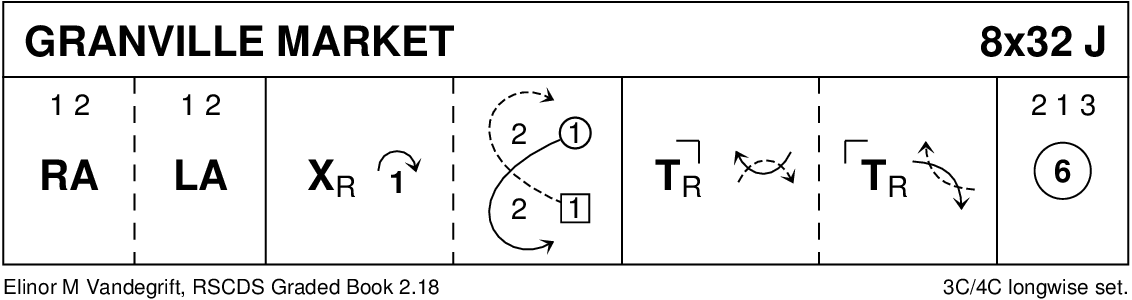 GRANVILLE MARKET 8x32 J
1 2 1 2 2 1 3
RA LA XR 1 2 1 2 1 TR TR 6
Elinor M Vandegrift, RSCDS Graded Book 2.18 3C/4C longwise set.